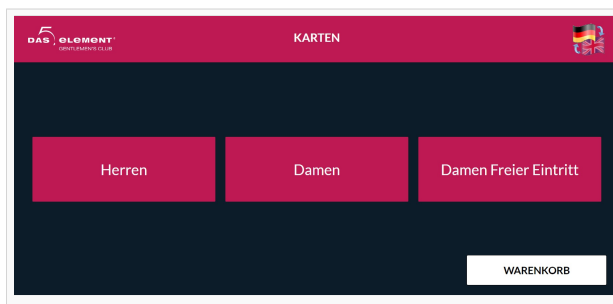 DAS 5 ELEMENT
GENTLEMEN'S CLUB
KARTEN
Herren
Damen
Damen Freier Eintritt
WARENKORB